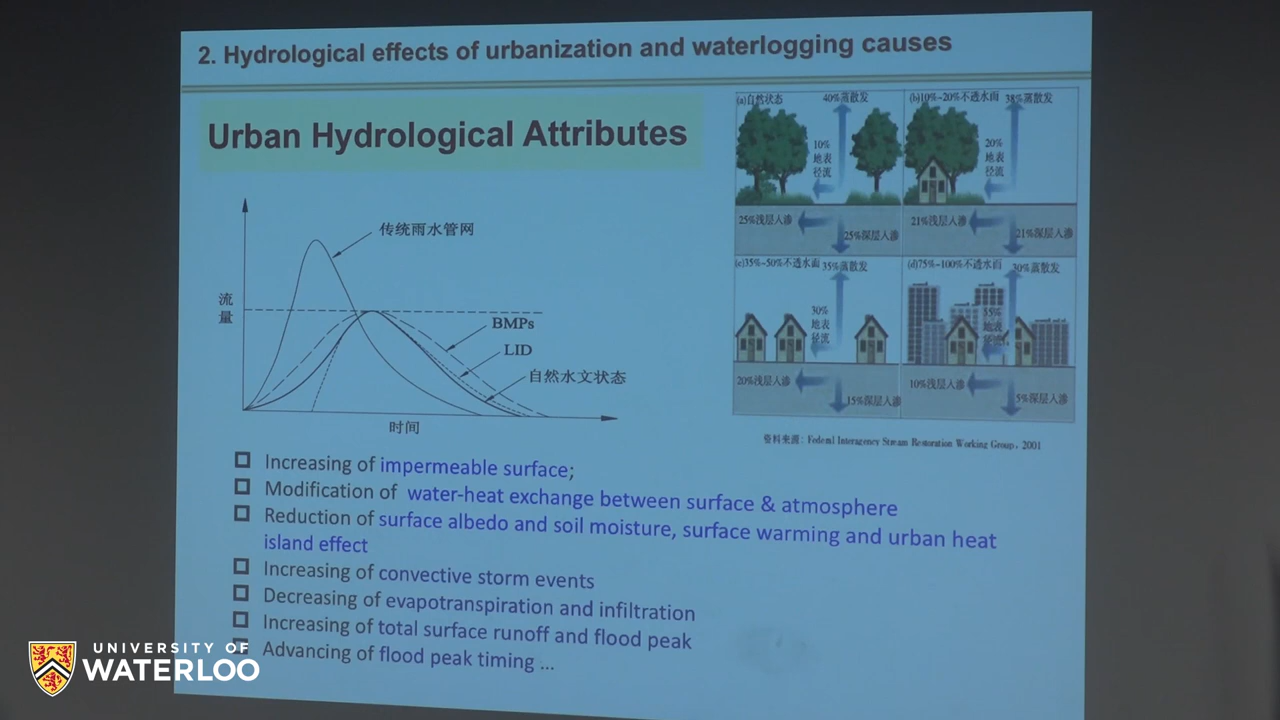 2. Hydrological effects of urbanization and waterlogging causes
Urban Hydrological Attributes
传统雨水管网
流量
BMPs
LID
自然水文状态
时间
(a)自然状态
40%蒸散发
10%地表径流
25%浅层入渗
25%深层入渗
(b)10%~20%不透水面
38%蒸散发
20%地表径流
21%浅层入渗
21%深层入渗
(c)35%~50%不透水面
35%蒸散发
30%地表径流
20%浅层入渗
15%深层入渗
(d)75%~100%不透水面
30%蒸散发
55%地表径流
10%浅层入渗
5%深层入渗
资料来源: Federal Interagency Stream Restoration Working Group, 2001
Increasing of impermeable surface;
Modification of water-heat exchange between surface & atmosphere
Reduction of surface albedo and soil moisture, surface warming and urban heat
island effect
Increasing of convective storm events
Decreasing of evapotranspiration and infiltration
Increasing of total surface runoff and flood peak
Advancing of flood peak timing ...
UNIVERSITY OF
WATERLOO